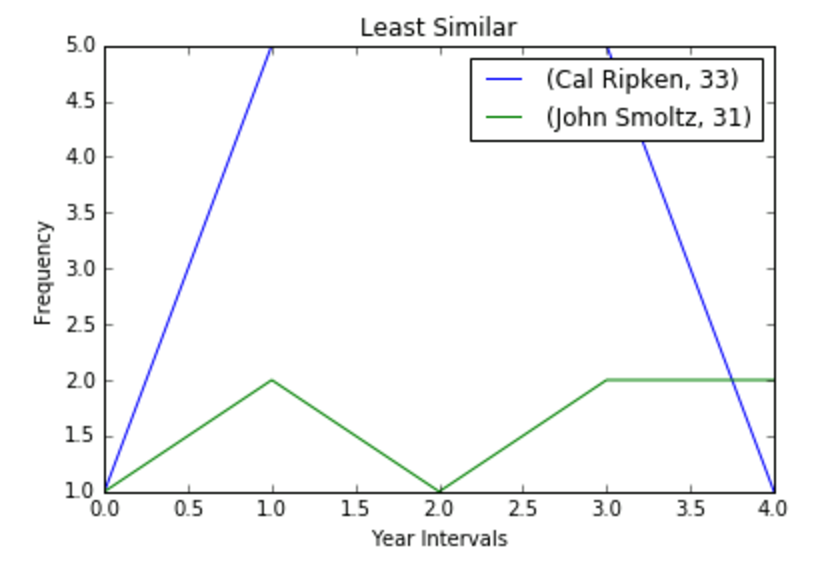 Least Similar
(Cal Ripken, 33)
(John Smoltz, 31)
Frequency
5.0
4.5
4.0
3.5
3.0
2.5
2.0
1.5
1.0
0.0 0.5 1.0 1.5 2.0 2.5 3.0 3.5 4.0
Year Intervals